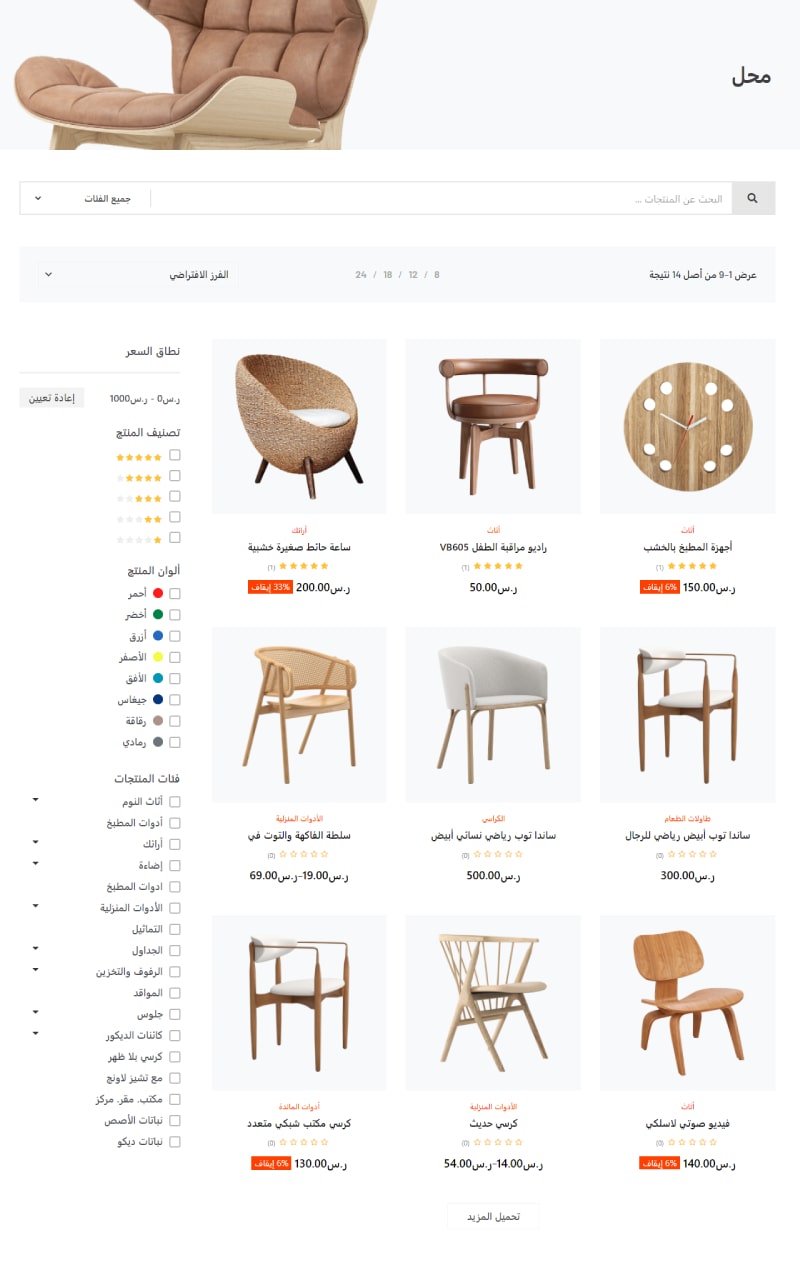 محل
البحث عن المنتجات ...
جميع الفئات
عرض 1–9 من أصل 14 نتيجة
8 / 12 / 18 / 24
الفرز الافتراضي
أثاث
أجهزة المطبخ بالخشب
(1)
ر.س150.00 6% إيقاف
أثاث
راديو مراقبة الطفل VB605
(1)
ر.س50.00
أرائك
ساعة حائط صغيرة خشبية
(1)
ر.س200.00 33% إيقاف
طاولات الطعام
ساندا توب أبيض رياضي للرجال
(0)
ر.س300.00
الكراسي
ساندا توب رياضي نسائي أبيض
(0)
ر.س500.00
الأدوات المنزلية
سلطة الفاكهة والتوت في
(0)
ر.س19.00–ر.س69.00
أثاث
فيديو صوتي لاسلكي
(0)
ر.س140.00 6% إيقاف
الأدوات المنزلية
كرسي حديث
(0)
ر.س14.00–ر.س54.00
أدوات المائدة
كرسي مكتب شبكي متعدد
(0)
ر.س130.00 6% إيقاف
تحميل المزيد
نطاق السعر
ر.س0 - ر.س1000
إعادة تعيين
تصنيف المنتج
ألوان المنتج
أحمر
أخضر
أزرق
الأصفر
الأفق
جيغاس
رقاقة
رمادي
فئات المنتجات
أثاث النوم
أدوات المطبخ
أرائك
إضاءة
ادوات المطبخ
الأدوات المنزلية
التماثيل
الجداول
الرفوف والتخزين
المواقد
جلوس
كائنات الديكور
كرسي بلا ظهر
مع تشيز لاونج
مكتب. مقر. مركز
نباتات الأصص
نباتات ديكو